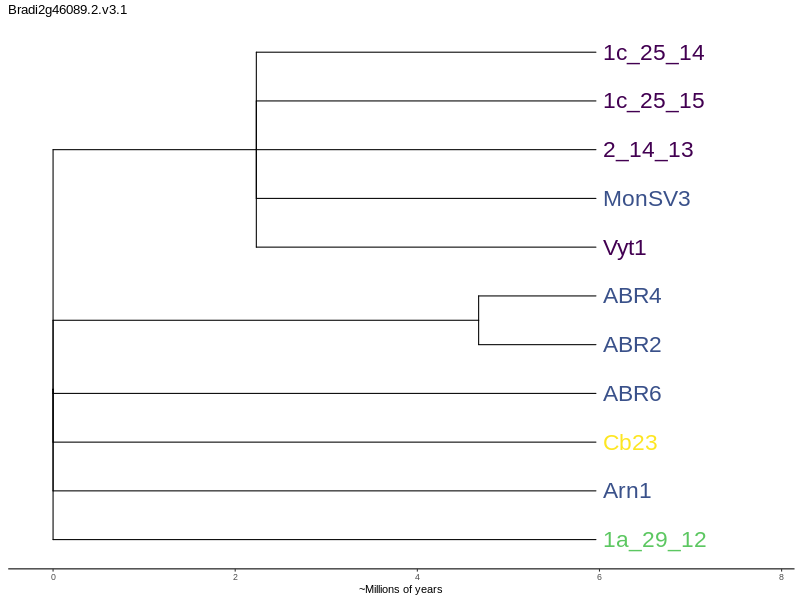 Bradi2g46089.2.v3.1
1c_25_14
1c_25_15
2_14_13
MonSV3
Vyt1
ABR4
ABR2
ABR6
Cb23
Arn1
1a_29_12
0 2 4 6 8
~Millions of years